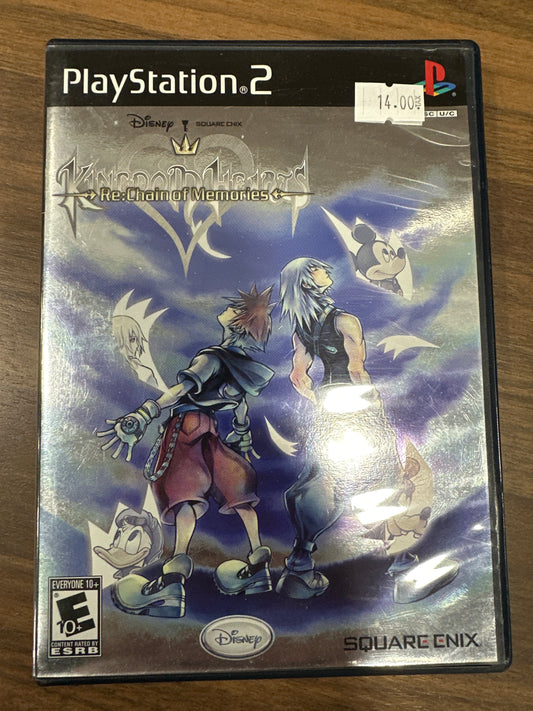 PlayStation®2
14.00
SC U/C
Disney SQUARE ENIX
KINGDOM HEARTS
Re:Chain of Memories
EVERYONE 10+
E
10+
CONTENT RATED BY
ESRB
Disney
SQUARE ENIX